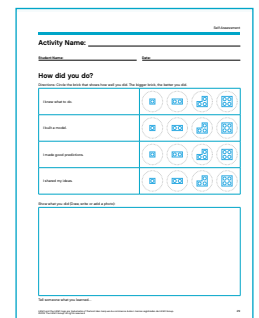 Self-Assessment
Activity Name:
Student Name: Date:
How did you do?
Directions: Circle the brick that shows how well you did. The bigger brick, the better you did.
I knew what to do.
I built a model.
I made good predictions.
I shared my ideas.
Show what you did (Draw, write or add a photo).
Tell someone what you learned...